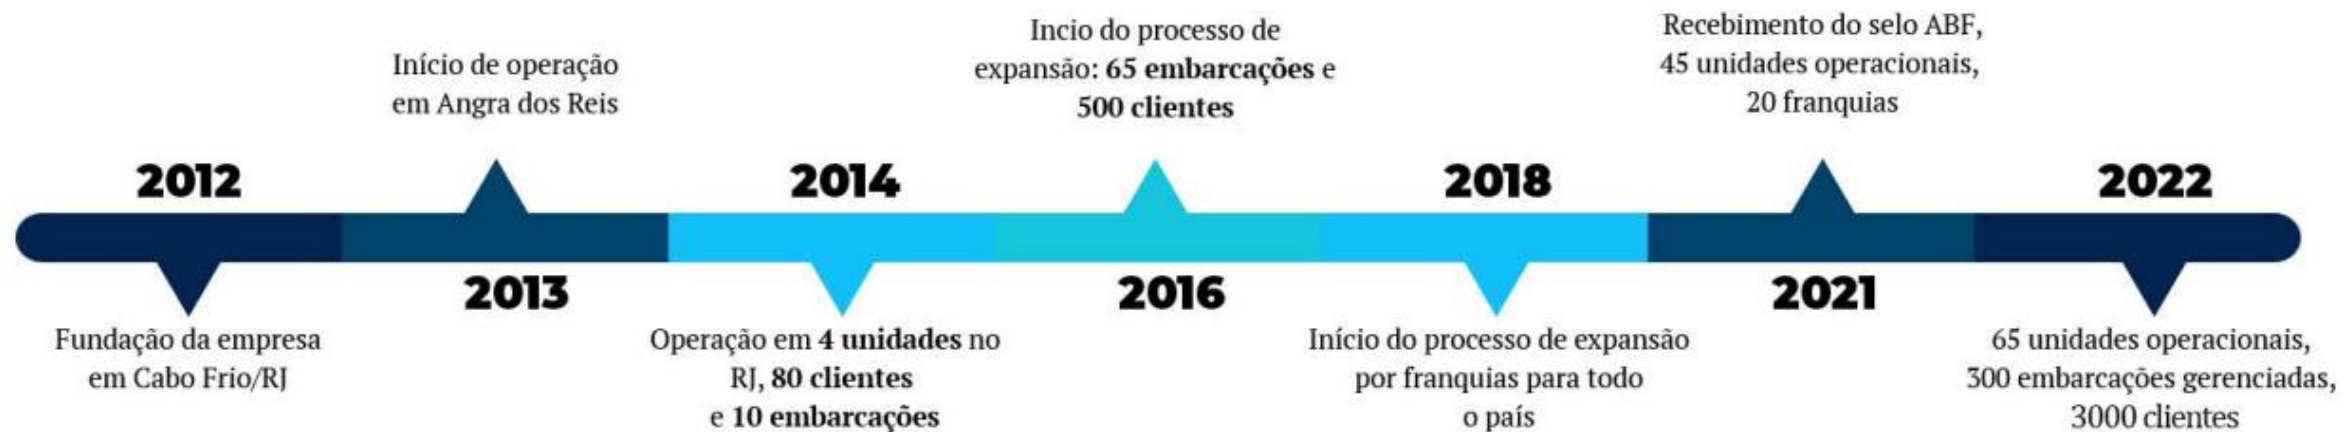 2012
Fundação da empresa
em Cabo Frio/RJ
Início de operação
em Angra dos Reis
2013
2014
Operação em 4 unidades no
RJ, 80 clientes
e 10 embarcações
Incio do processo de
expansão: 65 embarcações e
500 clientes
2016
2018
Início do processo de expansão
por franquias para todo
o país
Recebimento do selo ABF,
45 unidades operacionais,
20 franquias
2021
2022
65 unidades operacionais,
300 embarcações gerenciadas,
3000 clientes